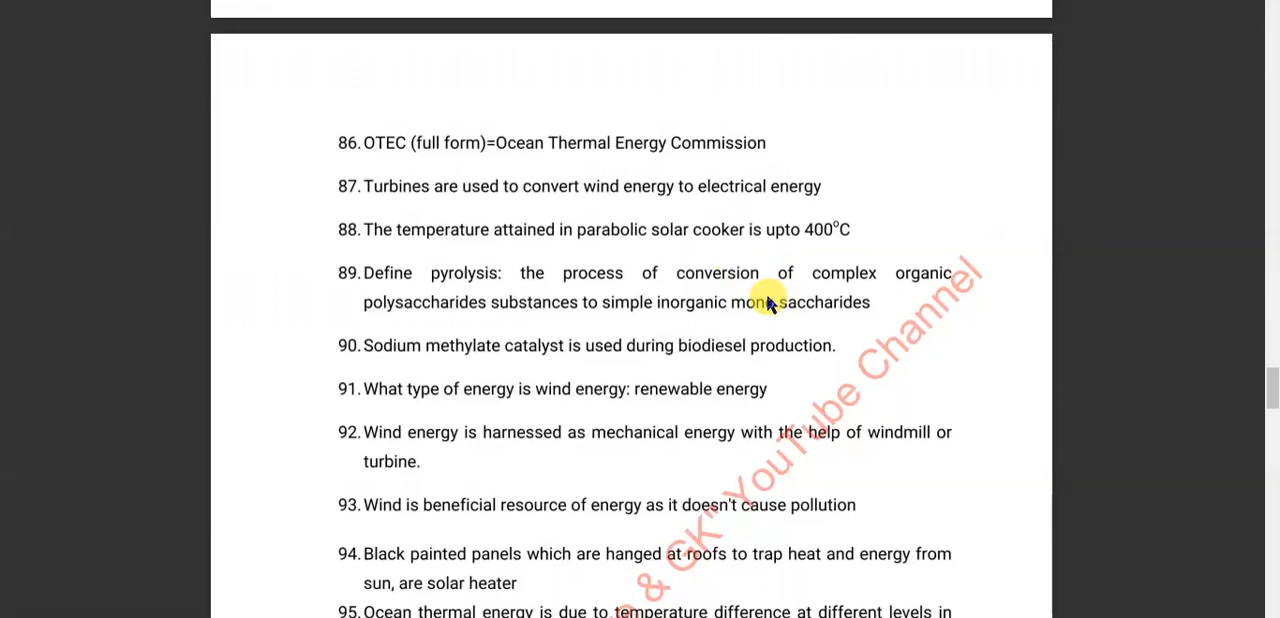 86. OTEC (full form)=Ocean Thermal Energy Commission
87. Turbines are used to convert wind energy to electrical energy
88. The temperature attained in parabolic solar cooker is upto 400°C
89. Define pyrolysis: the process of conversion of complex organic
polysaccharides substances to simple inorganic monosaccharides
90. Sodium methylate catalyst is used during biodiesel production.
91. What type of energy is wind energy: renewable energy
92. Wind energy is harnessed as mechanical energy with the help of windmill or
turbine.
93. Wind is beneficial resource of energy as it doesn't cause pollution
94. Black painted panels which are hanged at roofs to trap heat and energy from
sun, are solar heater
95. Ocean thermal energy is due to temperature difference at different levels in
& GK" YouTube Channel